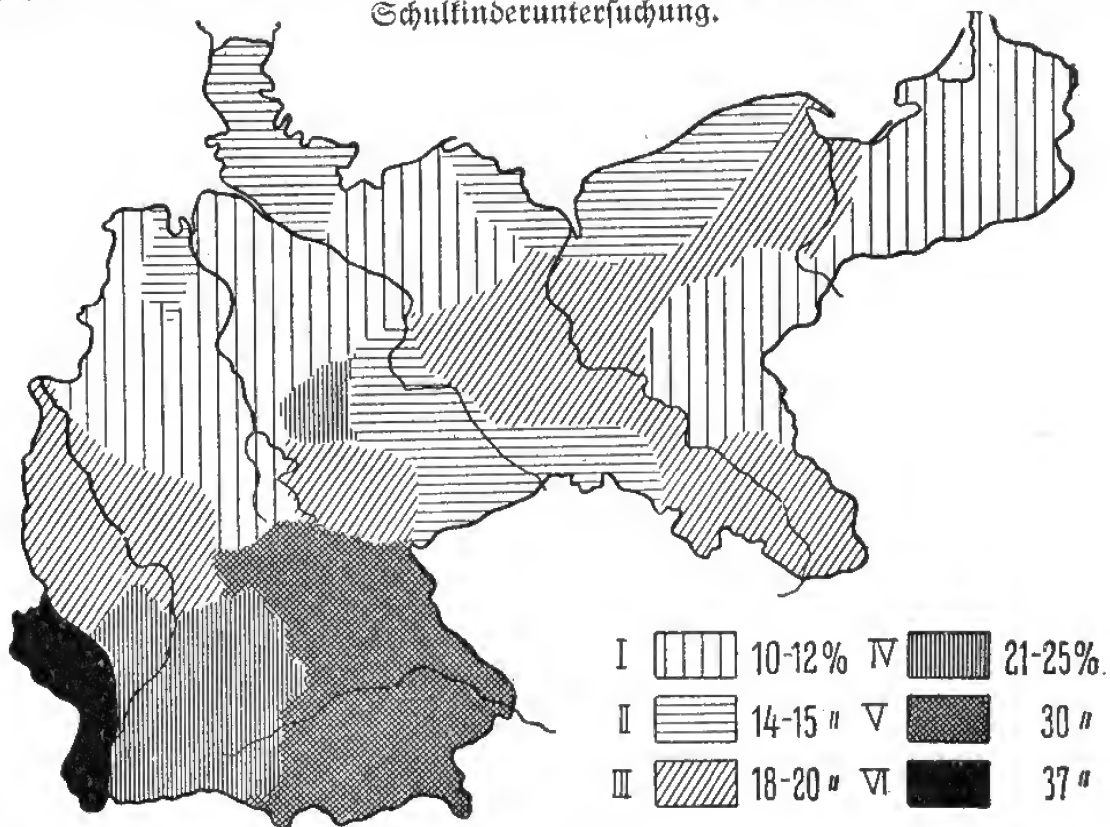 Schulkinderuntersuchung.
I 10-12% IV 21-25%.
II 14-15 " V 30 "
III 18-20 " VI 37 "